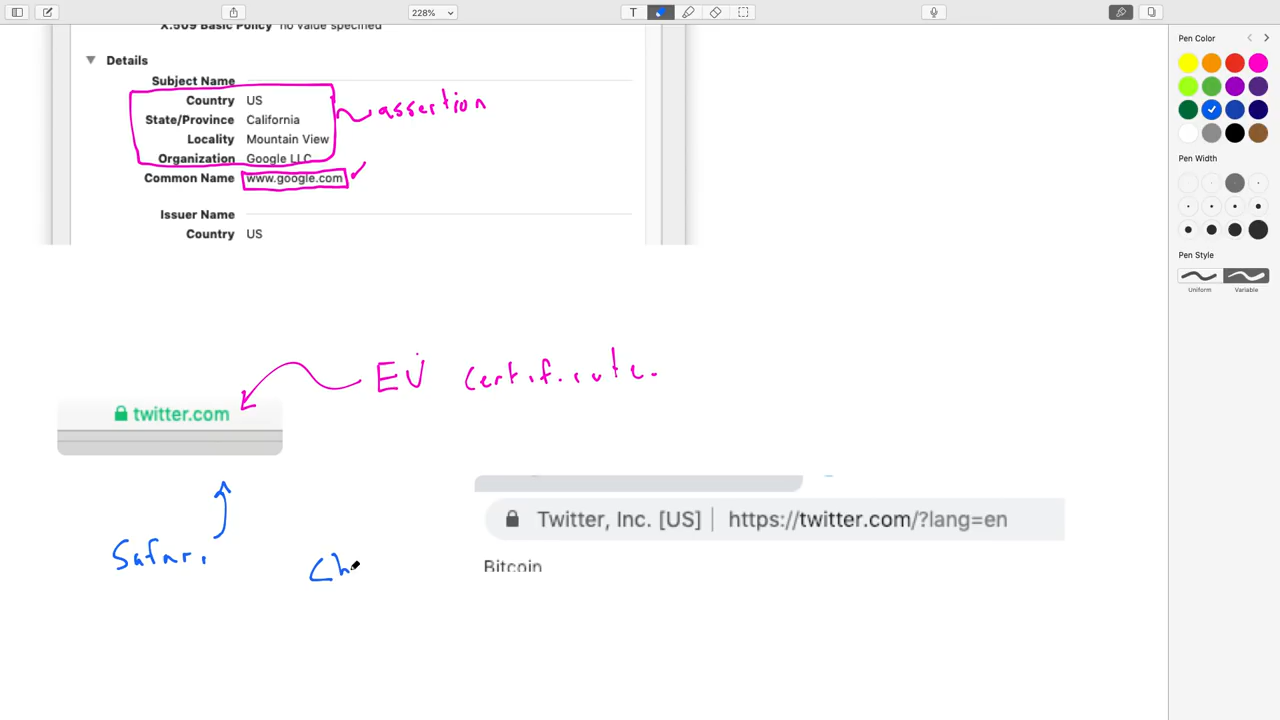 228%
X.509 Basic Policy no value specified
Pen Color
Details
Subject Name
Country US
State/Province California
Locality Mountain View
Organization Google LLC
Common Name www.google.com
assertion
Issuer Name
Country US
Pen Width
Pen Style
Uniform Variable
EV certificate.
twitter.com
Twitter, Inc. [US] | https://twitter.com/?lang=en
Bitcoin
Safari
Ch